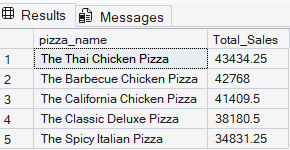 Results Messages
pizza_name Total_Sales
1 The Thai Chicken Pizza 43434.25
2 The Barbecue Chicken Pizza 42768
3 The California Chicken Pizza 41409.5
4 The Classic Deluxe Pizza 38180.5
5 The Spicy Italian Pizza 34831.25